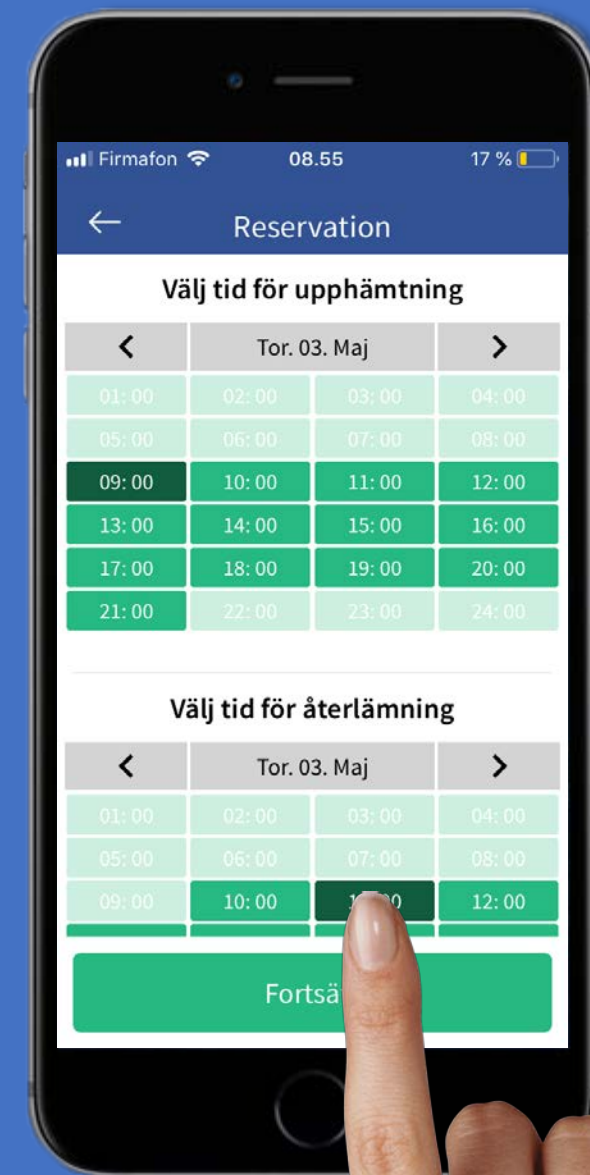 Firmafon 08.55 17 %
Reservation
Välj tid för upphämtning
Tor. 03. Maj
01:00 02:00 03:00 04:00
05:00 06:00 07:00 08:00
09:00 10:00 11:00 12:00
13:00 14:00 15:00 16:00
17:00 18:00 19:00 20:00
21:00 22:00 23:00 24:00
Välj tid för återlämning
Tor. 03. Maj
01:00 02:00 03:00 04:00
05:00 06:00 07:00 08:00
09:00 10:00 12:00